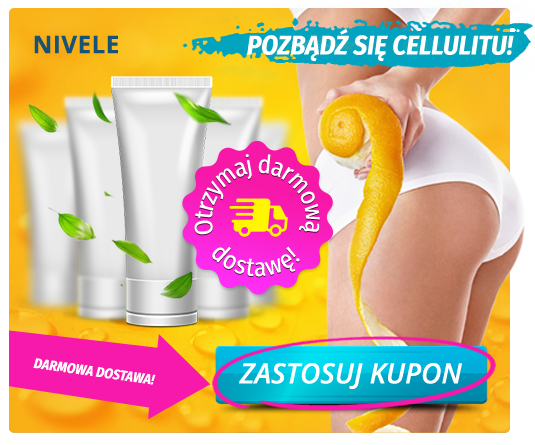 NIVELE
POZBĄDŹ SIĘ CELLULITU!
Otrzymaj darmową
dostawę!
DARMOWA DOSTAWA!
ZASTOSUJ KUPON